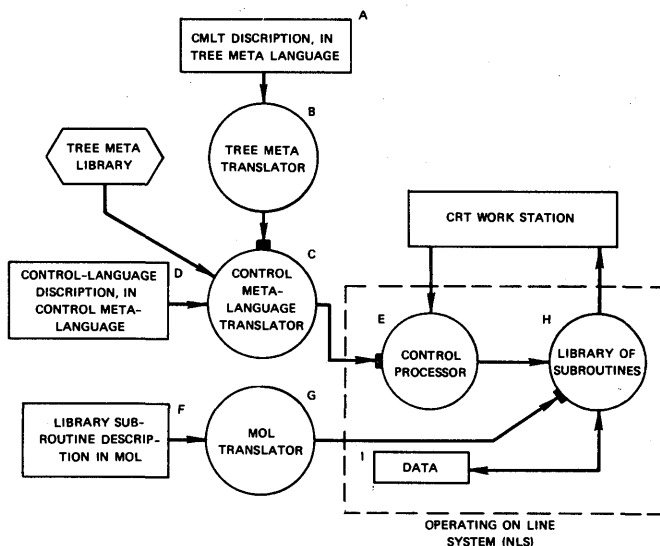 A
CMLT DISCRIPTION, IN
TREE META LANGUAGE
B
TREE META
TRANSLATOR
TREE META
LIBRARY
CRT WORK STATION
D
CONTROL-LANGUAGE
DISCRIPTION, IN
CONTROL META-
LANGUAGE
C
CONTROL
META-
LANGUAGE
TRANSLATOR
E
CONTROL
PROCESSOR
H
LIBRARY OF
SUBROUTINES
F
LIBRARY SUB-
ROUTINE DESCRIP-
TION IN MOL
G
MOL
TRANSLATOR
I
DATA
OPERATING ON LINE
SYSTEM (NLS)